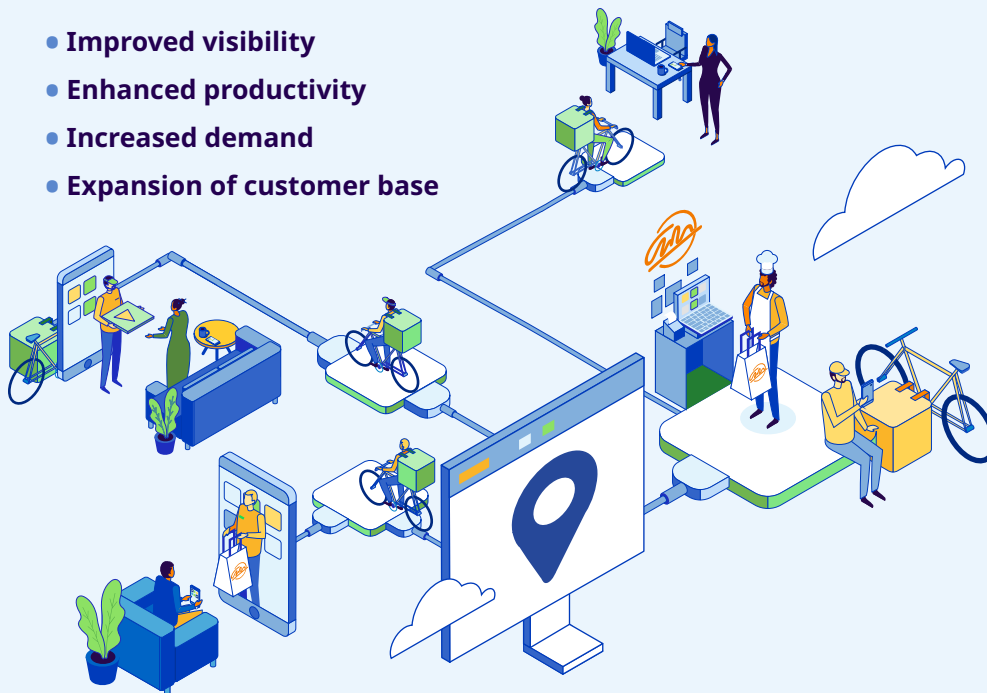 • Improved visibility
• Enhanced productivity
• Increased demand
• Expansion of customer base